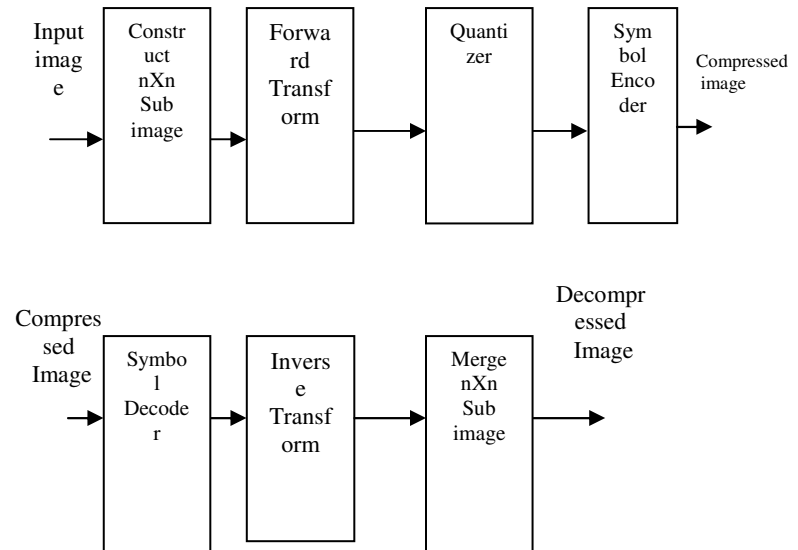 Input
imag
e
Constr
uct
nXn
Sub
image
Forwa
rd
Transf
orm
Quanti
zer
Sym
bol
Enco
der
Compressed
image
Compres
sed
Image
Symbo
l
Decode
r
Invers
e
Transf
orm
Merge
nXn
Sub
image
Decompr
essed
Image